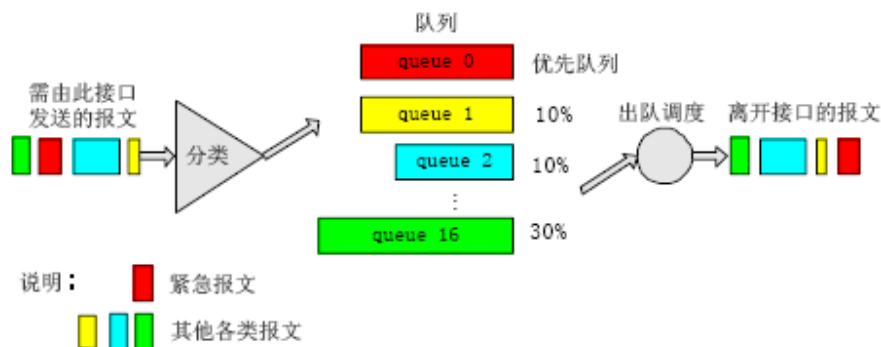 队列
queue 0
优先队列
需由此接口
发送的报文
queue 1
10%
出队调度
离开接口的报文
分类
queue 2
10%
⋮
queue 16
30%
说明：
紧急报文
其他各类报文